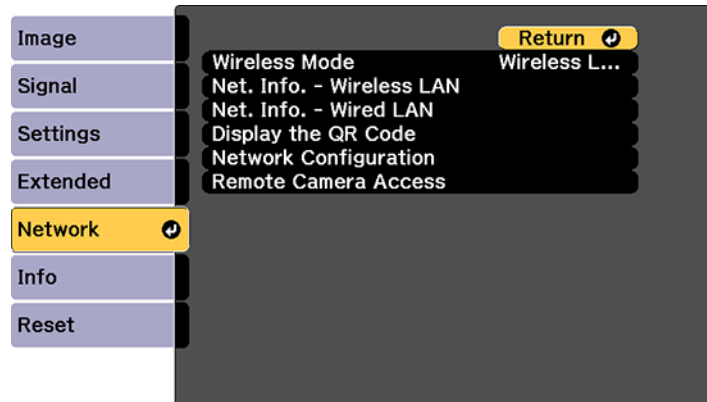 Image
Signal
Settings
Extended
Network
Info
Reset
Return
Wireless Mode Wireless L...
Net. Info. - Wireless LAN
Net. Info. - Wired LAN
Display the QR Code
Network Configuration
Remote Camera Access